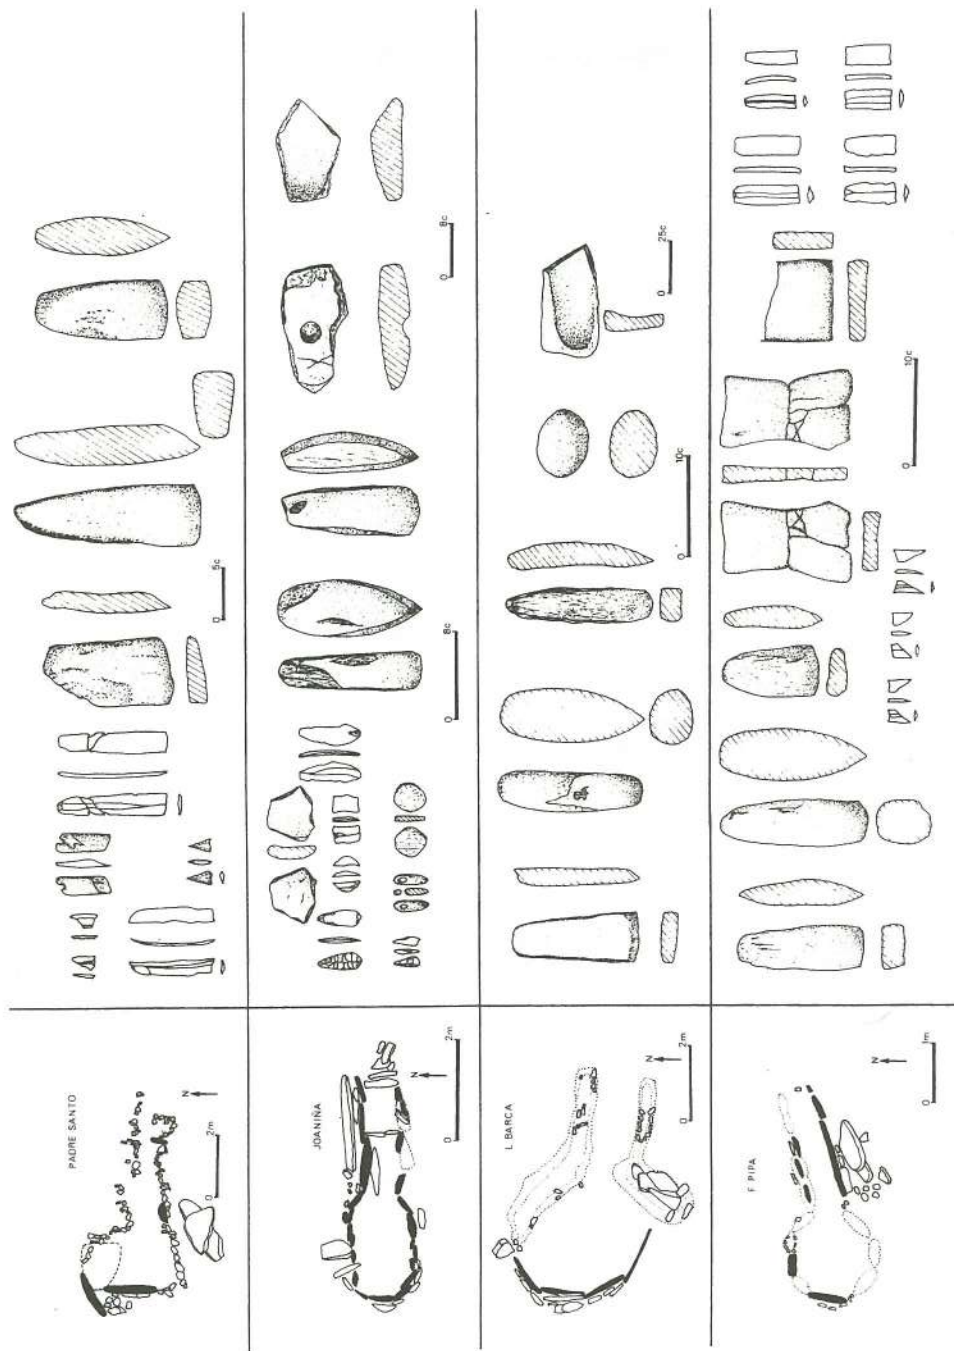 PADRE SANTO
N
0 2m
0 5c
JOANIÑA
N
0 2m
0 8c
0 8c
L. BARCA
N
0 2m
0 10c
0 25c
F. PIPA
N
0 1m
0 10c